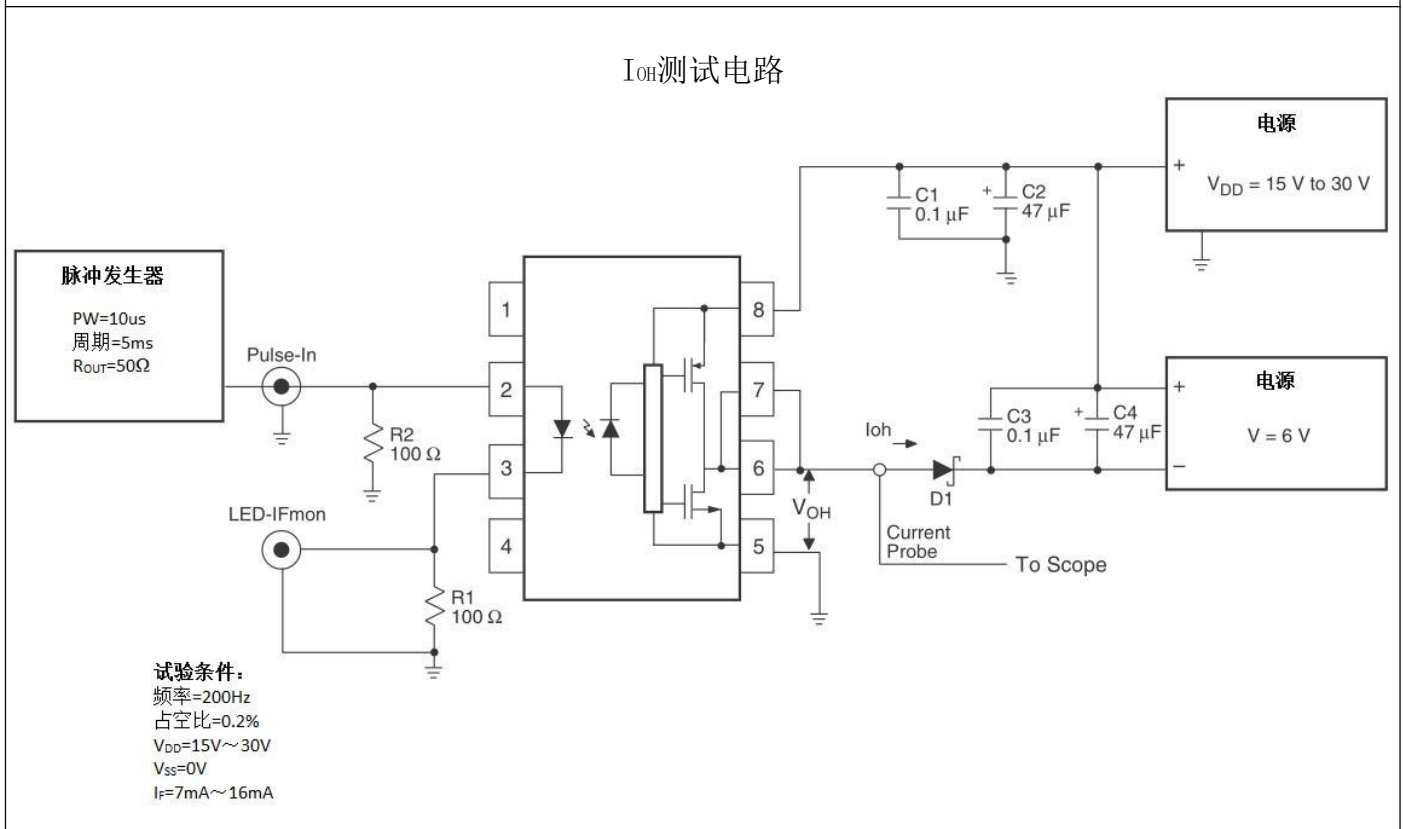 IOH测试电路
电源
VDD = 15 V to 30 V
+
C1
0.1 μF
+
C2
47 μF
脉冲发生器
PW=10us
周期=5ms
ROUT=50Ω
Pulse-In
R2
100 Ω
LED-IFmon
R1
100 Ω
1
2
3
4
8
7
6
5
VOH
Ioh
D1
Current
Probe
To Scope
C3
0.1 μF
+
C4
47 μF
电源
V = 6 V
+
−
试验条件：
频率=200Hz
占空比=0.2%
VDD=15V～30V
VSS=0V
IF=7mA～16mA